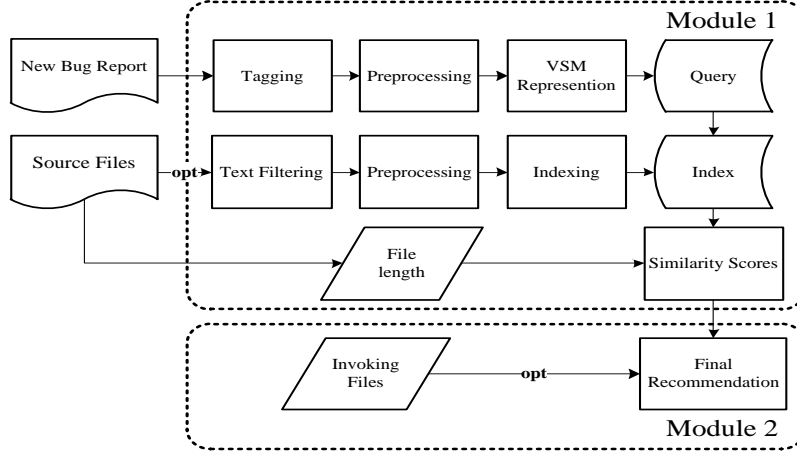 Module 1
New Bug Report
Tagging
Preprocessing
VSM
Represention
Query
Source Files
opt
Text Filtering
Preprocessing
Indexing
Index
File
length
Similarity Scores
Invoking
Files
opt
Final
Recommendation
Module 2